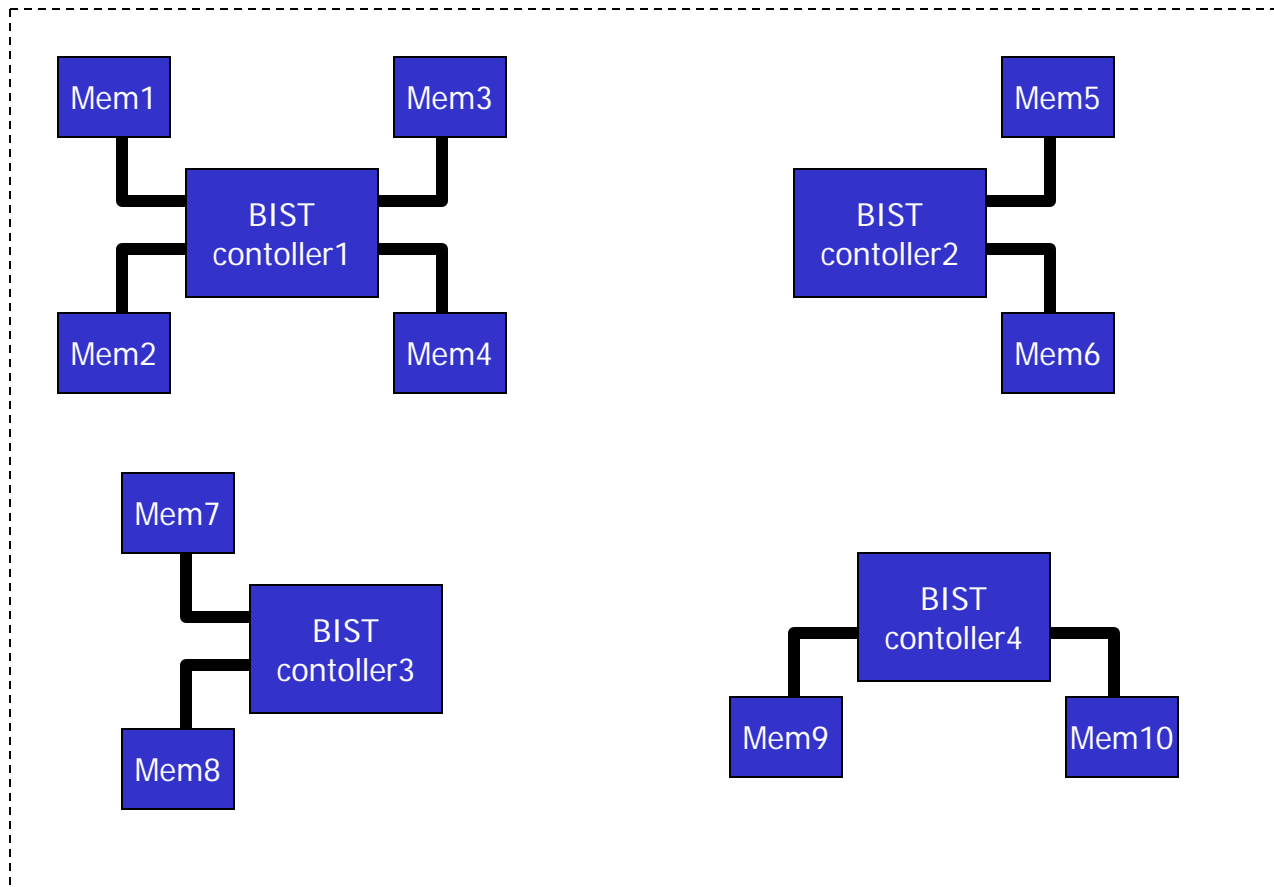 Mem1
Mem3
BIST
contoller1
Mem2
Mem4
Mem5
BIST
contoller2
Mem6
Mem7
BIST
contoller3
Mem8
BIST
contoller4
Mem9
Mem10